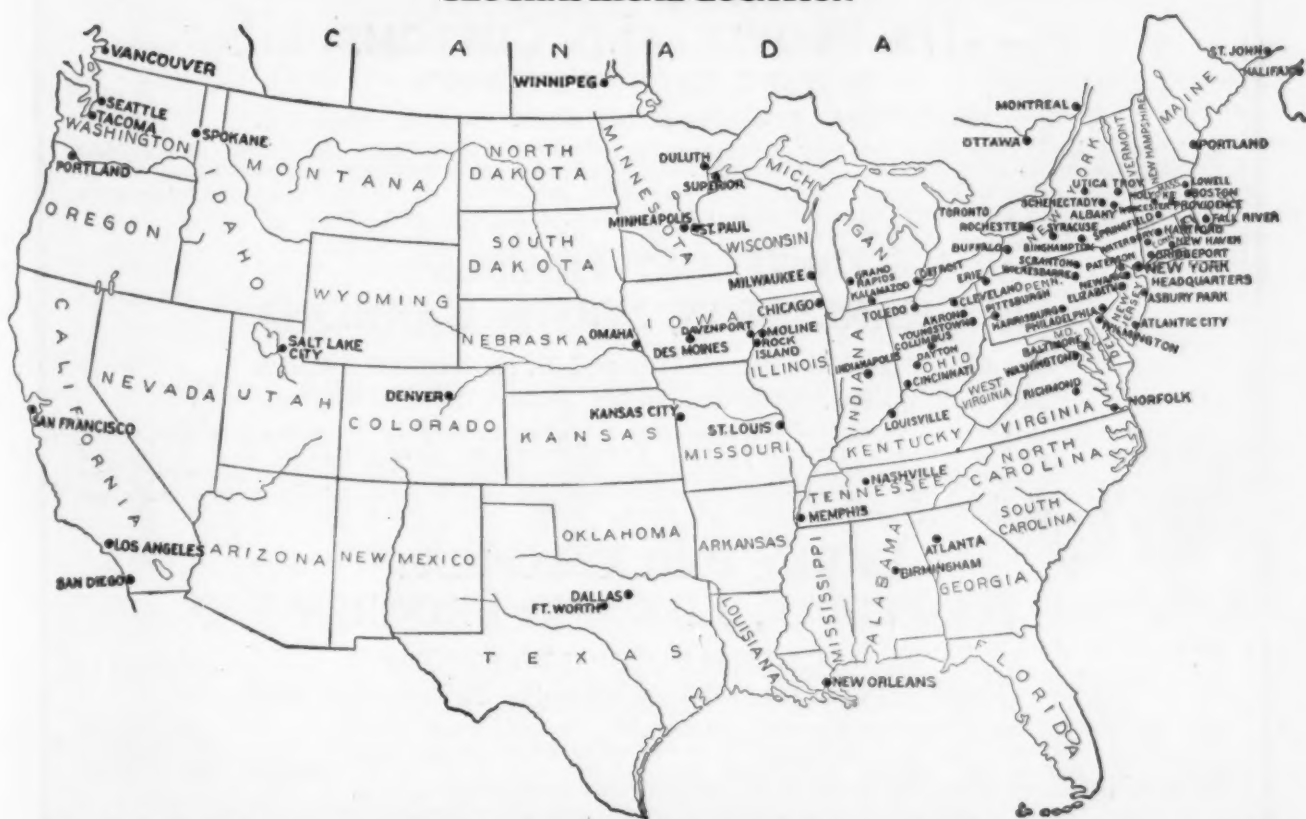 GEOGRAPHICAL LOCATION
C A N A D A
VANCOUVER
WINNIPEG
ST. JOHN
HALIFAX
MAINE
SEATTLE
TACOMA
WASHINGTON
SPOKANE
PORTLAND
OREGON
IDAHO
MONTANA
NORTH
DAKOTA
SOUTH
DAKOTA
MINNESOTA
DULUTH
SUPERIOR
MINNEAPOLIS
ST. PAUL
WISCONSIN
MILWAUKEE
MICHIGAN
GRAND
RAPIDS
KALAMAZOO
DETROIT
MONTREAL
OTTAWA
TORONTO
VERMONT
NEW HAMPSHIRE
PORTLAND
NEW YORK
UTICA
TROY
SCHENECTADY
ALBANY
ROCHESTER
SYRACUSE
BUFFALO
BINGHAMPTON
MASS
LOWELL
BOSTON
HOLYOKE
WORCESTER
PROVIDENCE
SPRINGFIELD
FALL RIVER
WATERBURY
HARTFORD
CONN
NEW HAVEN
BRIDGEPORT
SCRANTON
WILKESBARRE
PATERSON
NEW YORK
HEADQUARTERS
NEWARK
ELIZABETH
NEW
JERSEY
ASBURY PARK
ATLANTIC CITY
PENN.
ERIE
PITTSBURGH
HARRISBURG
PHILADELPHIA
WILMINGTON
DEL
MD.
BALTIMORE
WASHINGTON
CLEVELAND
TOLEDO
AKRON
YOUNGSTOWN
COLUMBUS
DAYTON
OHIO
CINCINNATI
INDIANA
INDIANAPOLIS
ILLINOIS
CHICAGO
IOWA
DAVENPORT
MOLINE
ROCK
ISLAND
DES MOINES
WYOMING
NEBRASKA
OMAHA
CALIFORNIA
NEVADA
UTAH
SALT LAKE
CITY
SAN FRANCISCO
DENVER
COLORADO
KANSAS
KANSAS CITY
ST. LOUIS
MISSOURI
LOUISVILLE
KENTUCKY
WEST
VIRGINIA
RICHMOND
VIRGINIA
NORFOLK
LOS ANGELES
SAN DIEGO
ARIZONA
NEW MEXICO
OKLAHOMA
ARKANSAS
TENNESSEE
NASHVILLE
MEMPHIS
NORTH
CAROLINA
SOUTH
CAROLINA
ATLANTA
BIRMINGHAM
GEORGIA
ALABAMA
MISSISSIPPI
DALLAS
FT. WORTH
TEXAS
LOUISIANA
NEW ORLEANS
FLORIDA